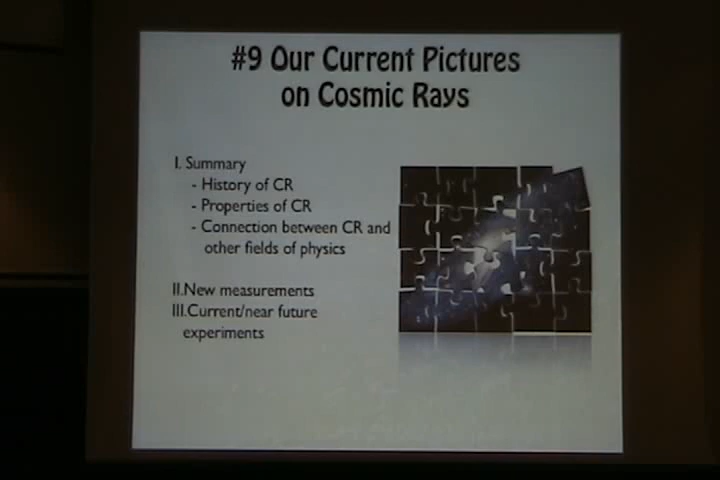 #9 Our Current Pictures
on Cosmic Rays
I. Summary
- History of CR
- Properties of CR
- Connection between CR and
other fields of physics
II.New measurements
III.Current/near future
experiments